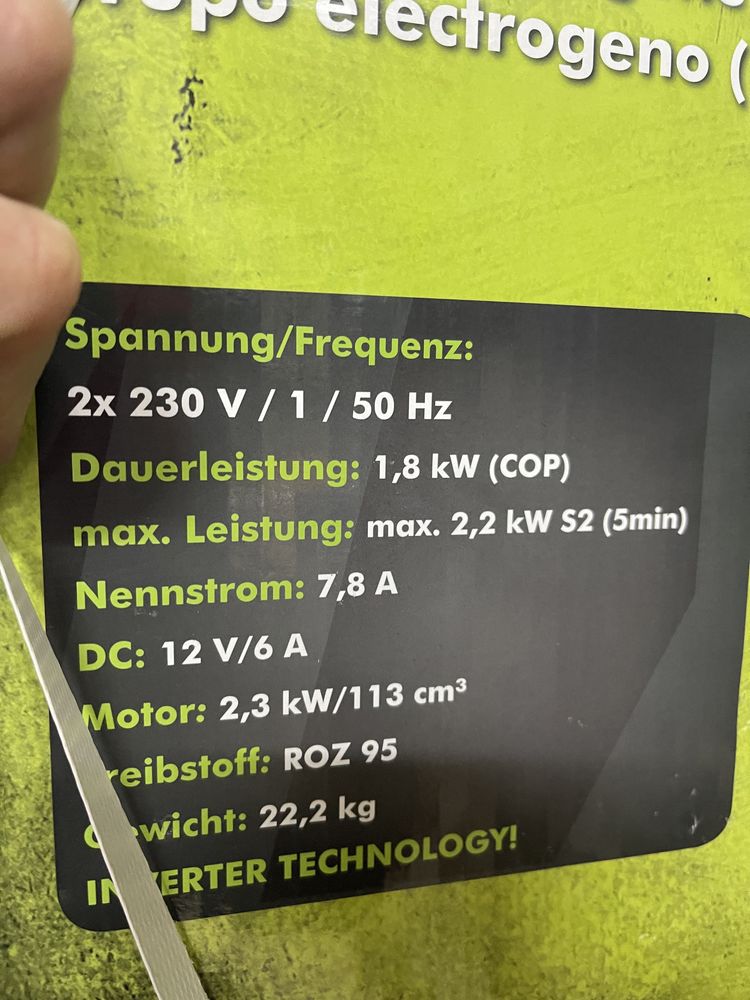 electrogeno (
Spannung/Frequenz:
2x 230 V / 1 / 50 Hz
Dauerleistung: 1,8 kW (COP)
max. Leistung: max. 2,2 kW S2 (5min)
Nennstrom: 7,8 A
DC: 12 V/6 A
Motor: 2,3 kW/113 cm³
reibstoff: ROZ 95
Gewicht: 22,2 kg
INVERTER TECHNOLOGY!